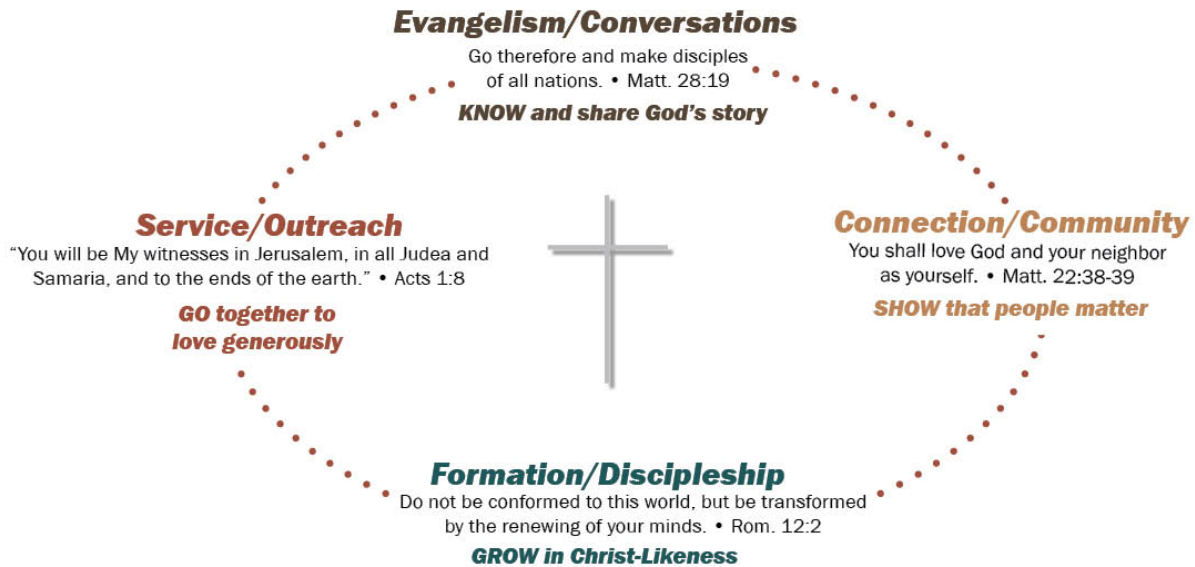 Evangelism/Conversations
Go therefore and make disciples
of all nations. • Matt. 28:19
KNOW and share God's story
Service/Outreach
“You will be My witnesses in Jerusalem, in all Judea and
Samaria, and to the ends of the earth.” • Acts 1:8
GO together to
love generously
Connection/Community
You shall love God and your neighbor
as yourself. • Matt. 22:38-39
SHOW that people matter
Formation/Discipleship
Do not be conformed to this world, but be transformed
by the renewing of your minds. • Rom. 12:2
GROW in Christ-Likeness